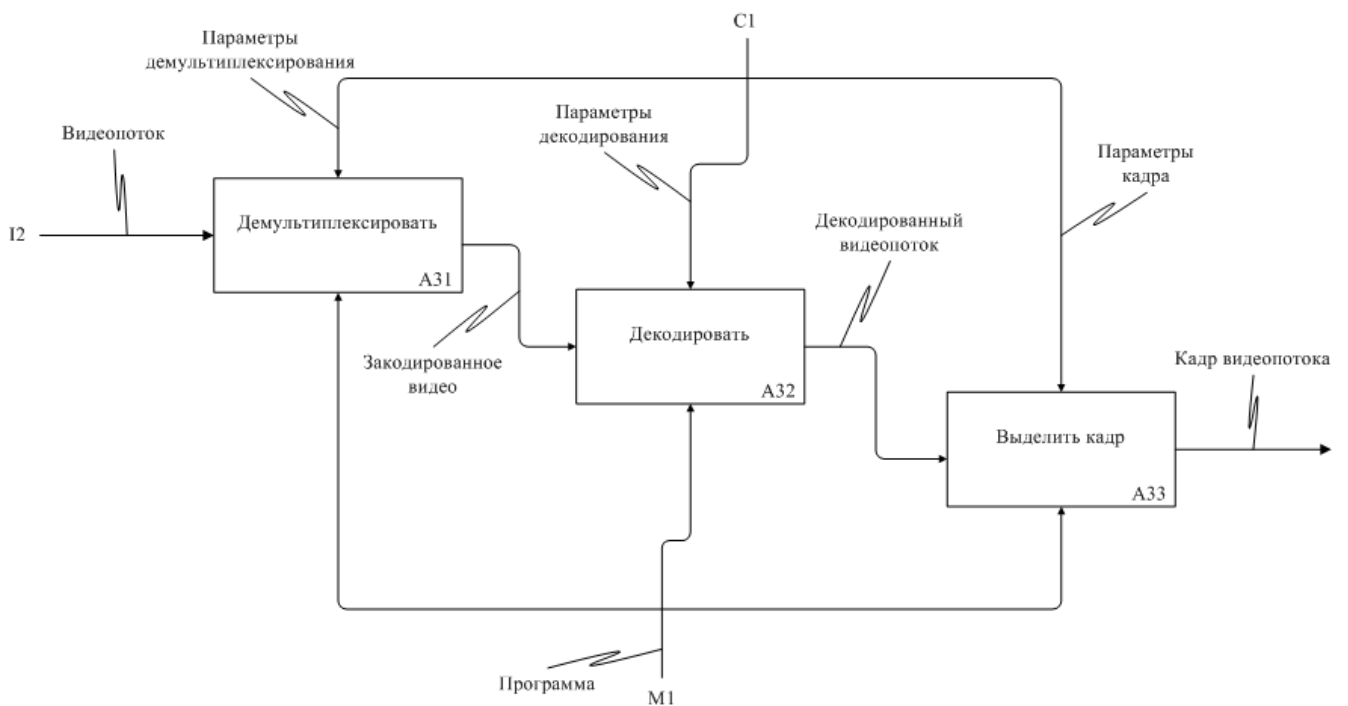 C1
Параметры
демультиплексирования
Параметры
декодирования
Видеопоток
Параметры
кадра
I2
Демультиплексировать
A31
Декодированный
видеопоток
Закодированное
видео
Декодировать
A32
Кадр видеопотока
Выделить кадр
A33
Программа
M1